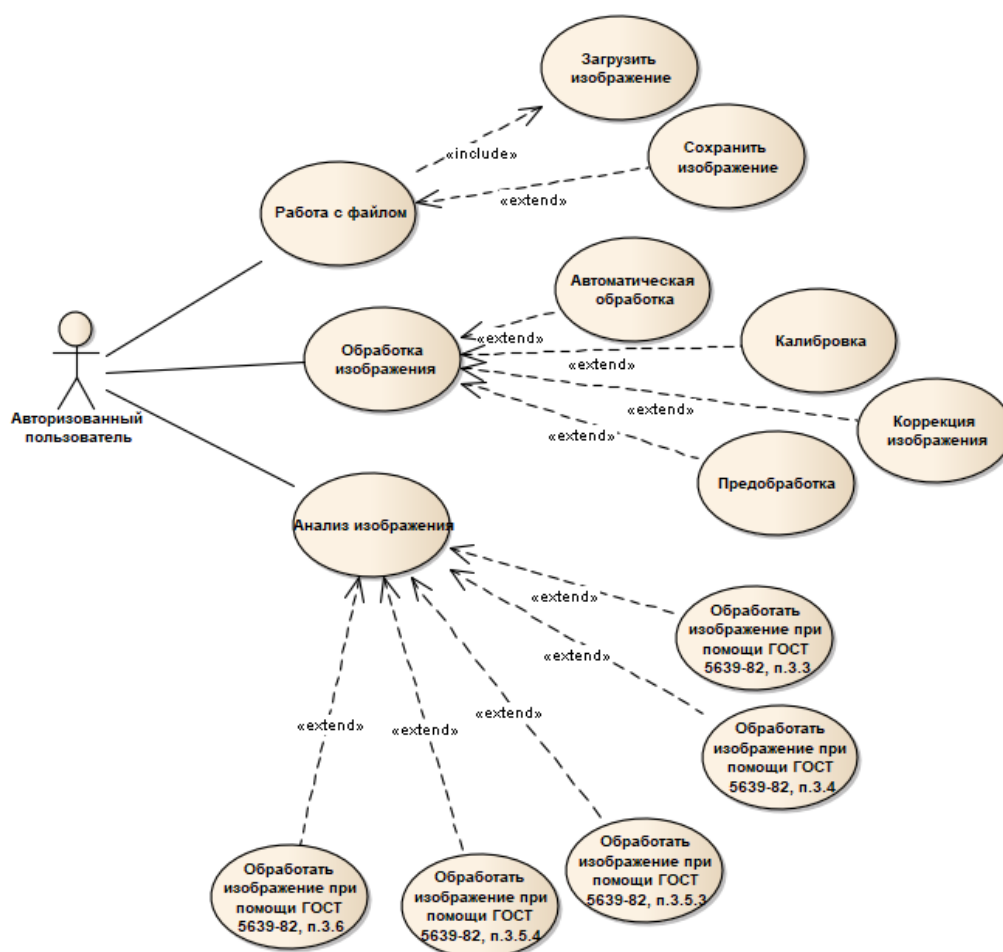 Загрузить
изображение
«include»
Сохранить
изображение
«extend»
Работа с файлом
Автоматическая
обработка
«extend»
Калибровка
«extend»
Обработка
изображения
«extend»
Коррекция
изображения
«extend»
Предобработка
Авторизованный
пользователь
Анализ изображения
«extend»
Обработать
изображение при
помощи ГОСТ
5639-82, п.3.3
«extend»
Обработать
изображение при
помощи ГОСТ
5639-82, п.3.4
«extend»
«extend»
«extend»
Обработать
изображение при
помощи ГОСТ
5639-82, п.3.6
Обработать
изображение при
помощи ГОСТ
5639-82, п.3.5.4
Обработать
изображение при
помощи ГОСТ
5639-82, п.3.5.3